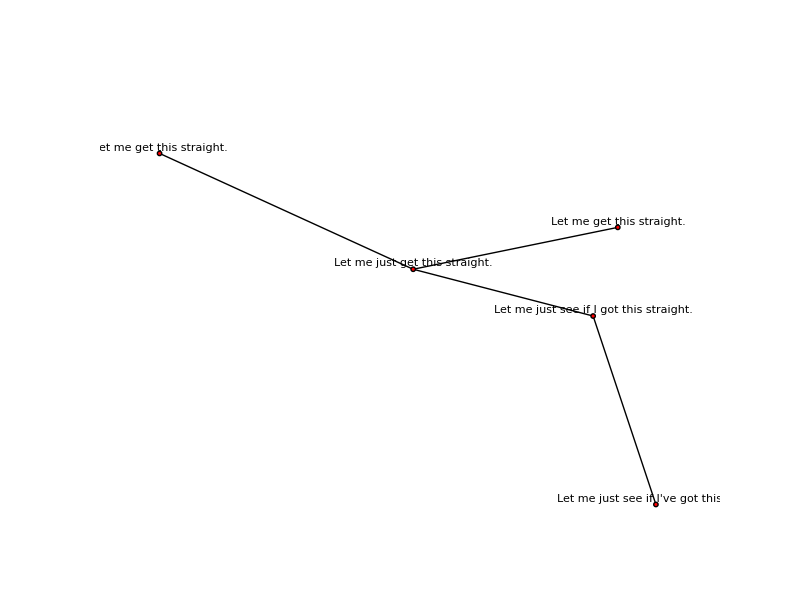 et me get this straight.
Let me get this straight.
Let me just get this straight.
Let me just see if I got this straight.
Let me just see if I've got this